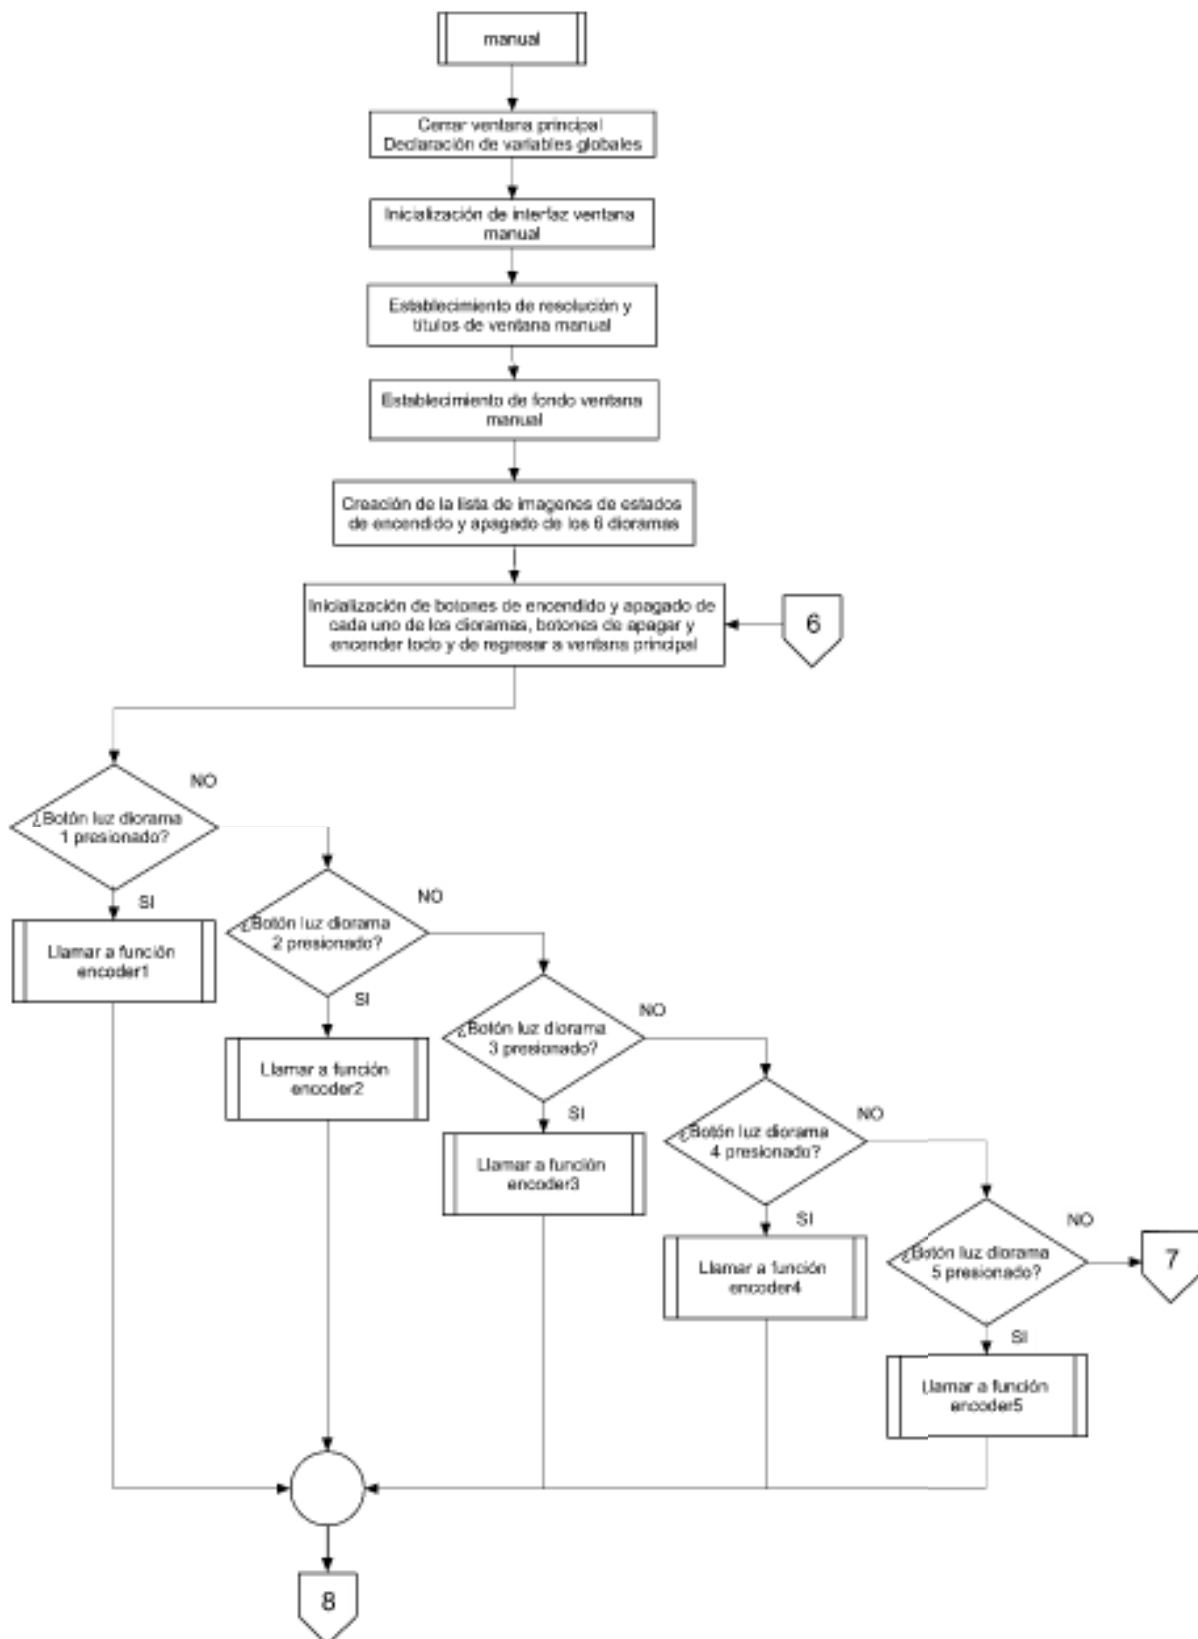 manual
Cerrar ventana principal
Declaración de variables globales
Inicialización de interfaz ventana
manual
Establecimiento de resolución y
títulos de ventana manual
Establecimiento de fondo ventana
manual
Creación de la lista de imagenes de estados
de encendido y apagado de los 6 dioramas
Inicialización de botones de encendido y apagado de
cada uno de los dioramas, botones de apagar y
encender todo y de regresar a ventana principal
6
¿Botón luz diorama
1 presionado?
NO
SI
Llamar a función
encoder1
¿Botón luz diorama
2 presionado?
NO
SI
Llamar a función
encoder2
¿Botón luz diorama
3 presionado?
NO
SI
Llamar a función
encoder3
¿Botón luz diorama
4 presionado?
NO
SI
Llamar a función
encoder4
¿Botón luz diorama
5 presionado?
NO
7
SI
Llamar a función
encoder5
8